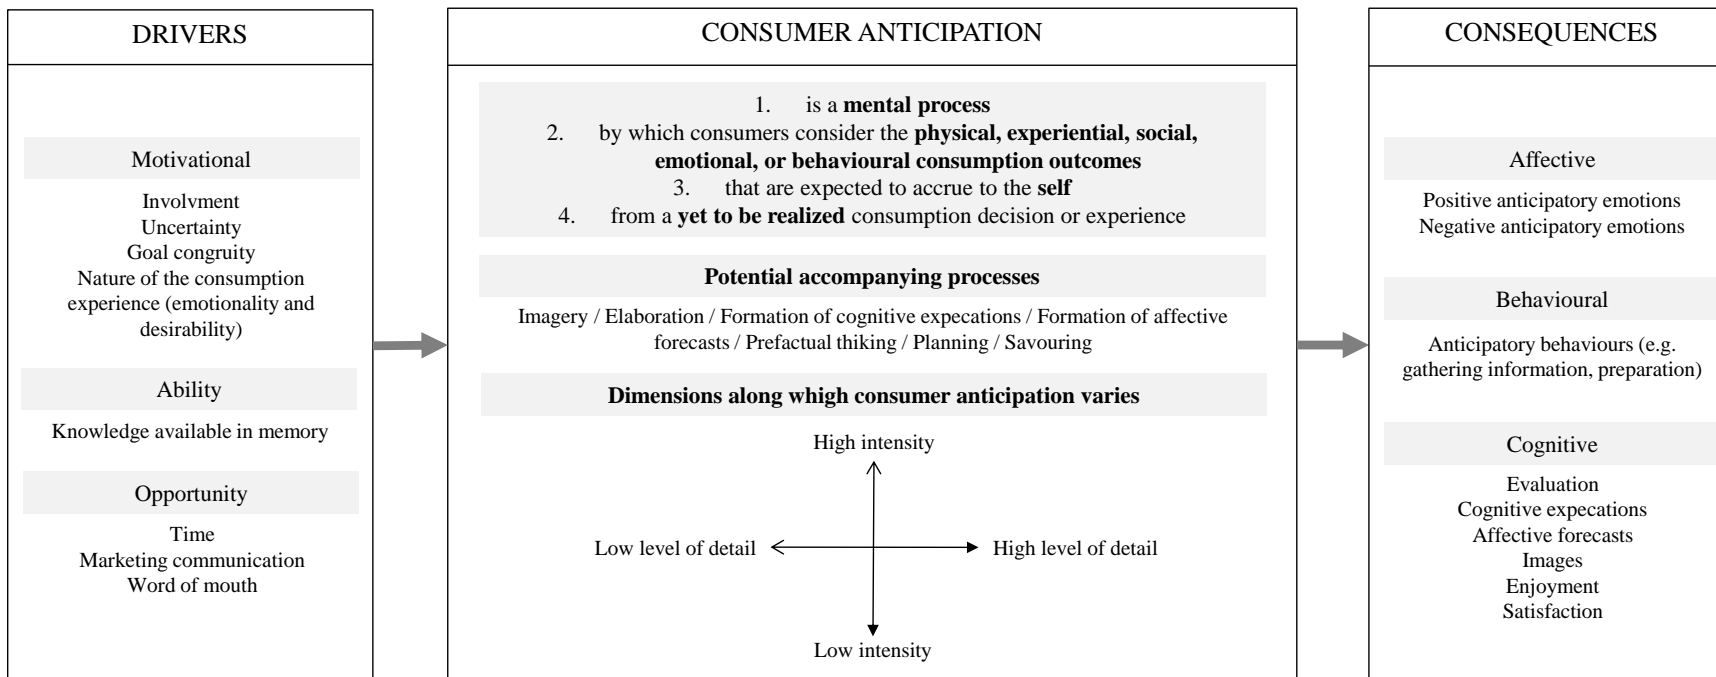 DRIVERS
Motivational
Involvment
Uncertainty
Goal congruity
Nature of the consumption
experience (emotionality and
desirability)
Ability
Knowledge available in memory
Opportunity
Time
Marketing communication
Word of mouth
CONSUMER ANTICIPATION
1. is a mental process
2. by which consumers consider the physical, experiential, social,
emotional, or behavioural consumption outcomes
3. that are expected to accrue to the self
4. from a yet to be realized consumption decision or experience
Potential accompanying processes
Imagery / Elaboration / Formation of cognitive expecations / Formation of affective
forecasts / Prefactual thiking / Planning / Savouring
Dimensions along whigh consumer anticipation varies
High intensity
Low level of detail
High level of detail
Low intensity
CONSEQUENCES
Affective
Positive anticipatory emotions
Negative anticipatory emotions
Behavioural
Anticipatory behaviours (e.g.
gathering information, preparation)
Cognitive
Evaluation
Cognitive expecations
Affective forecasts
Images
Enjoyment
Satisfaction